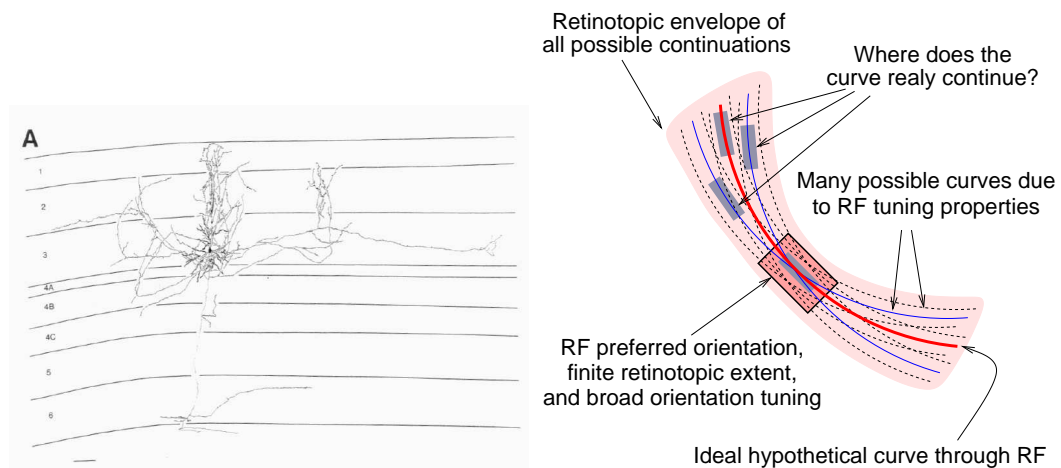 A
1
2
3
4A
4B
4C
5
6
Retinotopic envelope of
all possible continuations
Where does the
curve realy continue?
Many possible curves due
to RF tuning properties
RF preferred orientation,
finite retinotopic extent,
and broad orientation tuning
Ideal hypothetical curve through RF